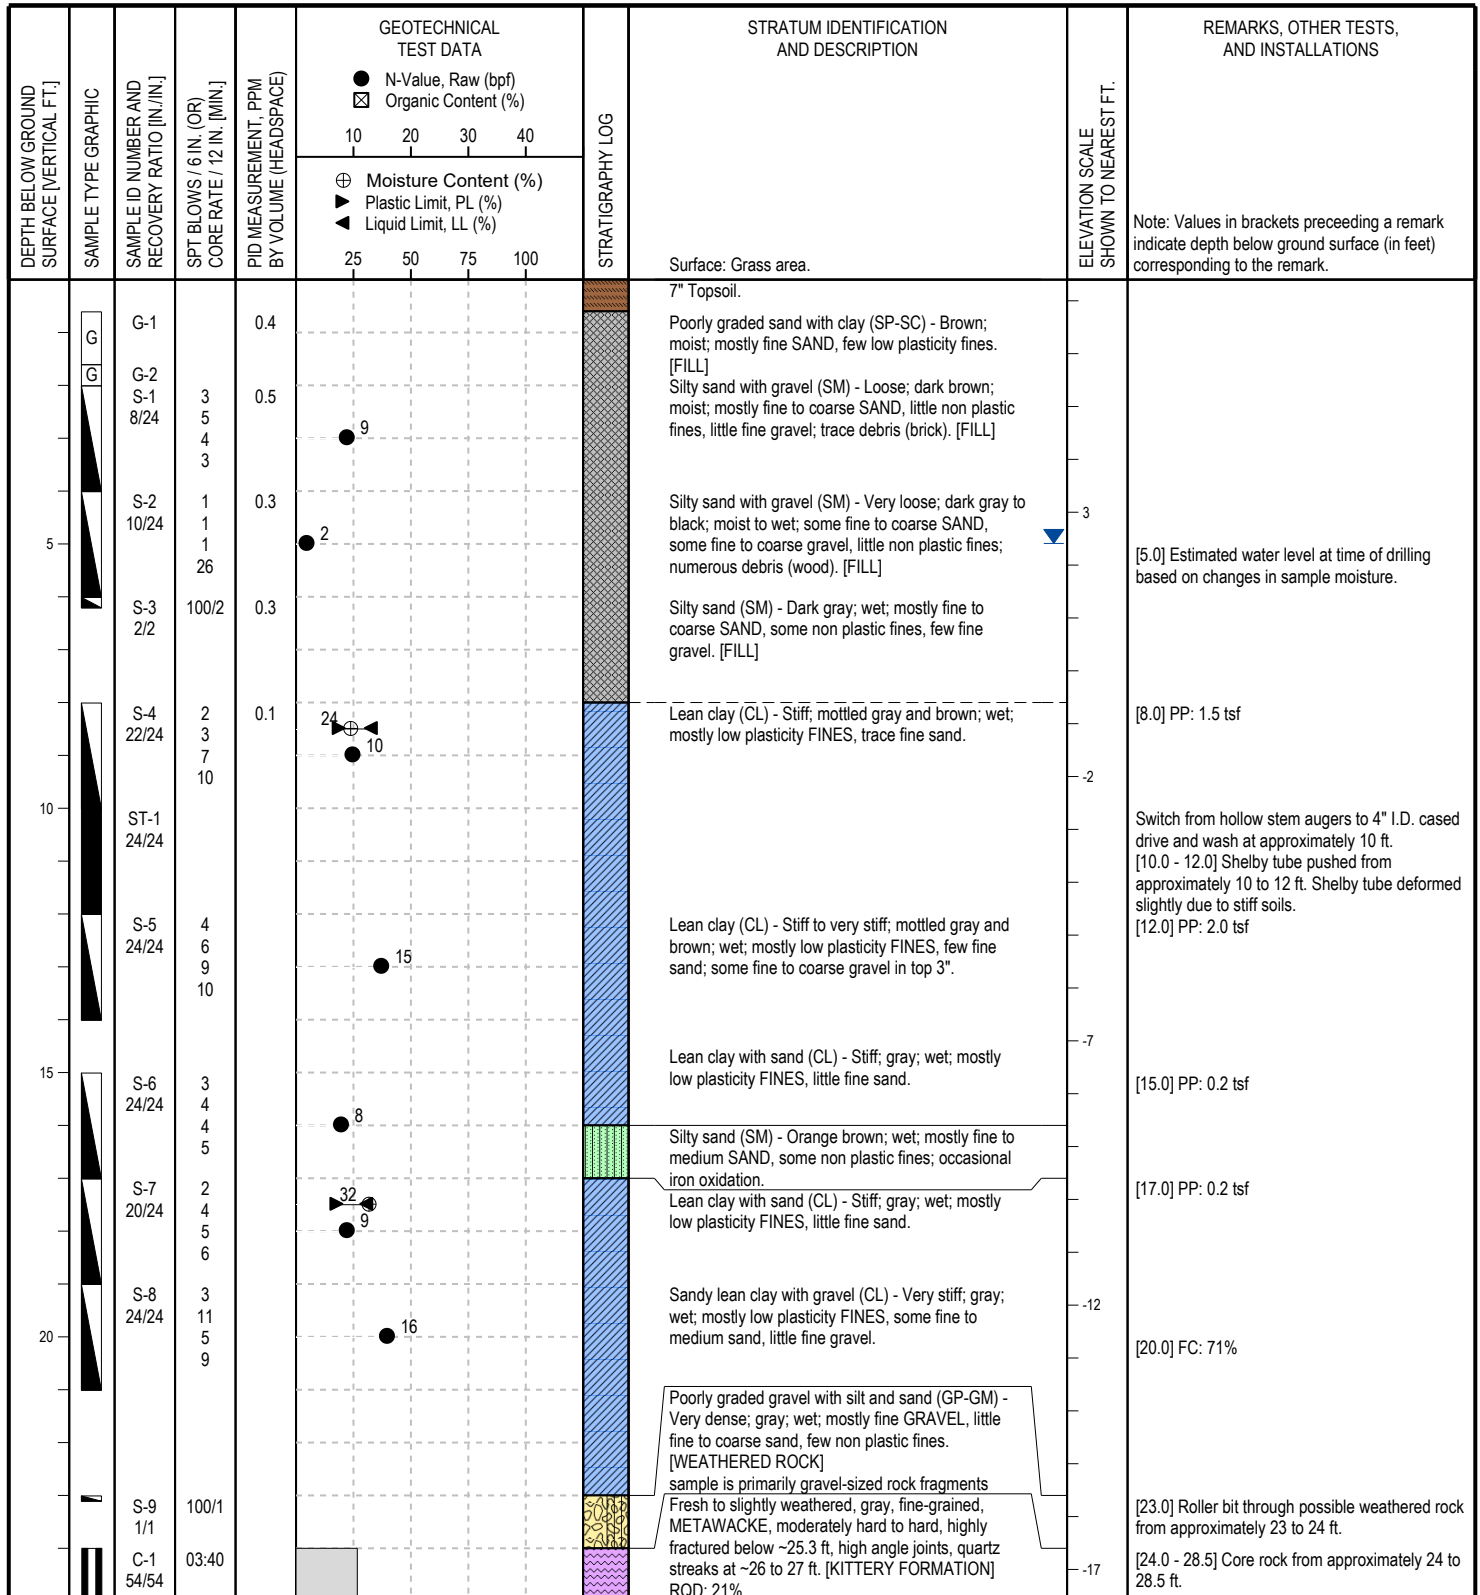 DEPTH BELOW GROUND
SURFACE [VERTICAL FT.]
SAMPLE TYPE GRAPHIC
SAMPLE ID NUMBER AND
RECOVERY RATIO [IN./IN.]
SPT BLOWS / 6 IN. (OR)
CORE RATE / 12 IN. [MIN.]
PID MEASUREMENT, PPM
BY VOLUME (HEADSPACE)
GEOTECHNICAL
TEST DATA
N-Value, Raw (bpf)
Organic Content (%)
10 20 30 40
Moisture Content (%)
Plastic Limit, PL (%)
Liquid Limit, LL (%)
25 50 75 100
STRATIGRAPHY LOG
STRATUM IDENTIFICATION
AND DESCRIPTION
Surface: Grass area.
ELEVATION SCALE
SHOWN TO NEAREST FT.
REMARKS, OTHER TESTS,
AND INSTALLATIONS
Note: Values in brackets preceeding a remark
indicate depth below ground surface (in feet)
corresponding to the remark.
7" Topsoil.
G
G-1
0.4
Poorly graded sand with clay (SP-SC) - Brown;
moist; mostly fine SAND, few low plasticity fines.
[FILL]
G
G-2
S-1
8/24
3
5
4
3
0.5
9
Silty sand with gravel (SM) - Loose; dark brown;
moist; mostly fine to coarse SAND, little non plastic
fines, little fine gravel; trace debris (brick). [FILL]
S-2
10/24
1
1
1
26
0.3
2
Silty sand with gravel (SM) - Very loose; dark gray to
black; moist to wet; some fine to coarse SAND,
some fine to coarse gravel, little non plastic fines;
numerous debris (wood). [FILL]
3
5
[5.0] Estimated water level at time of drilling
based on changes in sample moisture.
S-3
2/2
100/2
0.3
Silty sand (SM) - Dark gray; wet; mostly fine to
coarse SAND, some non plastic fines, few fine
gravel. [FILL]
S-4
22/24
2
3
7
10
0.1
24
10
Lean clay (CL) - Stiff; mottled gray and brown; wet;
mostly low plasticity FINES, trace fine sand.
[8.0] PP: 1.5 tsf
-2
10
ST-1
24/24
Switch from hollow stem augers to 4" I.D. cased
drive and wash at approximately 10 ft.
[10.0 - 12.0] Shelby tube pushed from
approximately 10 to 12 ft. Shelby tube deformed
slightly due to stiff soils.
S-5
24/24
4
6
9
10
15
Lean clay (CL) - Stiff to very stiff; mottled gray and
brown; wet; mostly low plasticity FINES, few fine
sand; some fine to coarse gravel in top 3".
[12.0] PP: 2.0 tsf
-7
Lean clay with sand (CL) - Stiff; gray; wet; mostly
low plasticity FINES, little fine sand.
15
S-6
24/24
3
4
4
5
8
[15.0] PP: 0.2 tsf
Silty sand (SM) - Orange brown; wet; mostly fine to
medium SAND, some non plastic fines; occasional
iron oxidation.
S-7
20/24
2
4
5
6
32
9
Lean clay with sand (CL) - Stiff; gray; wet; mostly
low plasticity FINES, little fine sand.
[17.0] PP: 0.2 tsf
S-8
24/24
3
11
5
9
16
Sandy lean clay with gravel (CL) - Very stiff; gray;
wet; mostly low plasticity FINES, some fine to
medium sand, little fine gravel.
-12
20
[20.0] FC: 71%
Poorly graded gravel with silt and sand (GP-GM) -
Very dense; gray; wet; mostly fine GRAVEL, little
fine to coarse sand, few non plastic fines.
[WEATHERED ROCK]
sample is primarily gravel-sized rock fragments
S-9
1/1
100/1
Fresh to slightly weathered, gray, fine-grained,
METAWACKE, moderately hard to hard, highly
fractured below ~25.3 ft, high angle joints, quartz
streaks at ~26 to 27 ft. [KITTERY FORMATION]
RQD: 21%
[23.0] Roller bit through possible weathered rock
from approximately 23 to 24 ft.
C-1
54/54
03:40
-17
[24.0 - 28.5] Core rock from approximately 24 to
28.5 ft.